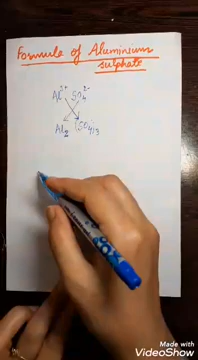 Formula of Aluminium
sulphate
Al³⁺ SO₄²⁻
Al₂ (SO₄)₃
Made with
VideoShow